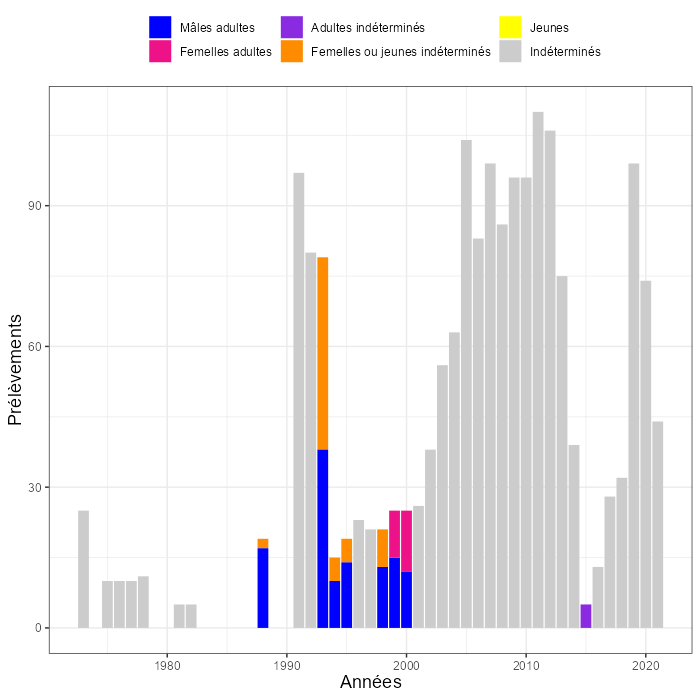 Mâles adultes
Adultes indéterminés
Jeunes
Femelles adultes
Femelles ou jeunes indéterminés
Indéterminés
90
60
30
0
Prélèvements
1980
1990
2000
2010
2020
Années